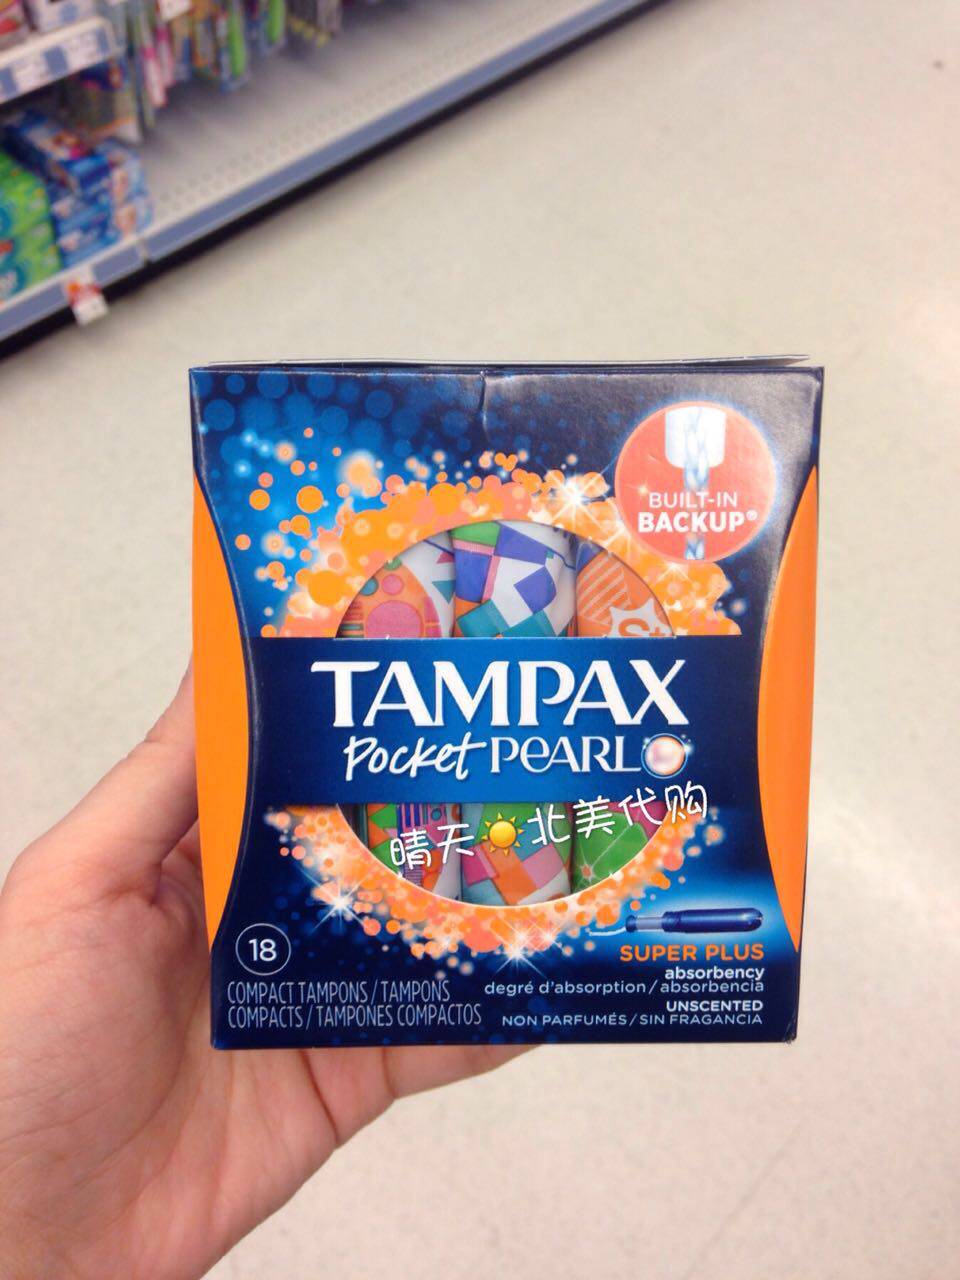 BUILT-IN
BACKUP®
TAMPAX
Pocket PEARL
晴天☀️北美代购
18
COMPACT TAMPONS / TAMPONS
COMPACTS / TAMPONES COMPACTOS
SUPER PLUS
absorbency
degré d'absorption / absorbencia
UNSCENTED
NON PARFUMÉS / SIN FRAGANCIA